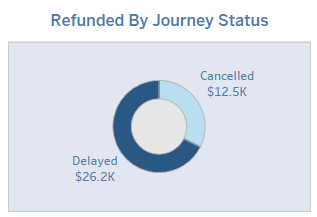 Refunded By Journey Status
Cancelled
$12.5K
Delayed
$26.2K